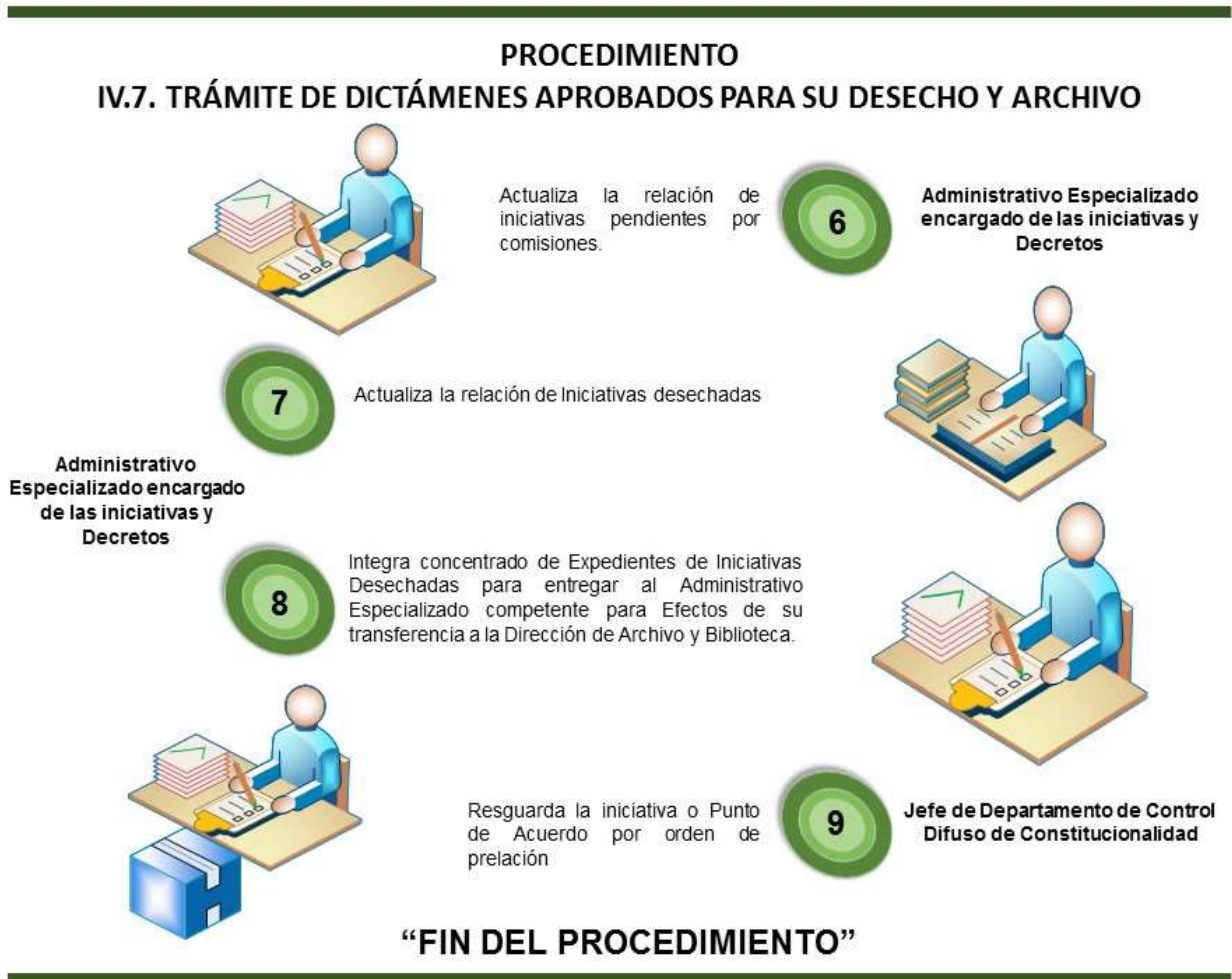 PROCEDIMIENTO
IV.7. TRÁMITE DE DICTÁMENES APROBADOS PARA SU DESECHO Y ARCHIVO
Actualiza la relación de
iniciativas pendientes por
comisiones.
6
Administrativo Especializado
encargado de las iniciativas y
Decretos
7
Actualiza la relación de Iniciativas desechadas
Administrativo
Especializado encargado
de las iniciativas y
Decretos
8
Integra concentrado de Expedientes de Iniciativas
Desechadas para entregar al Administrativo
Especializado competente para Efectos de su
transferencia a la Dirección de Archivo y Biblioteca.
Resguarda la iniciativa o Punto
de Acuerdo por orden de
prelación
9
Jefe de Departamento de Control
Difuso de Constitucionalidad
“FIN DEL PROCEDIMIENTO”